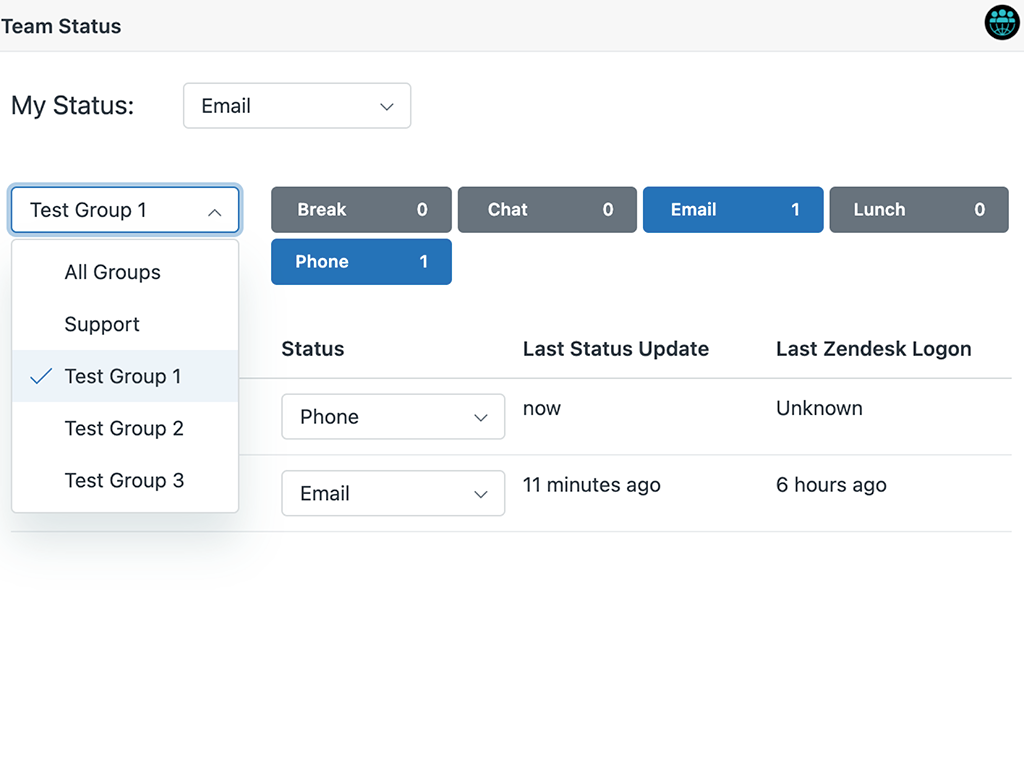 Team Status
My Status:
Email
Test Group 1
Break 0
Chat 0
Email 1
Lunch 0
Phone 1
All Groups
Support
Test Group 1
Test Group 2
Test Group 3
Status
Last Status Update
Last Zendesk Logon
Phone
now
Unknown
Email
11 minutes ago
6 hours ago